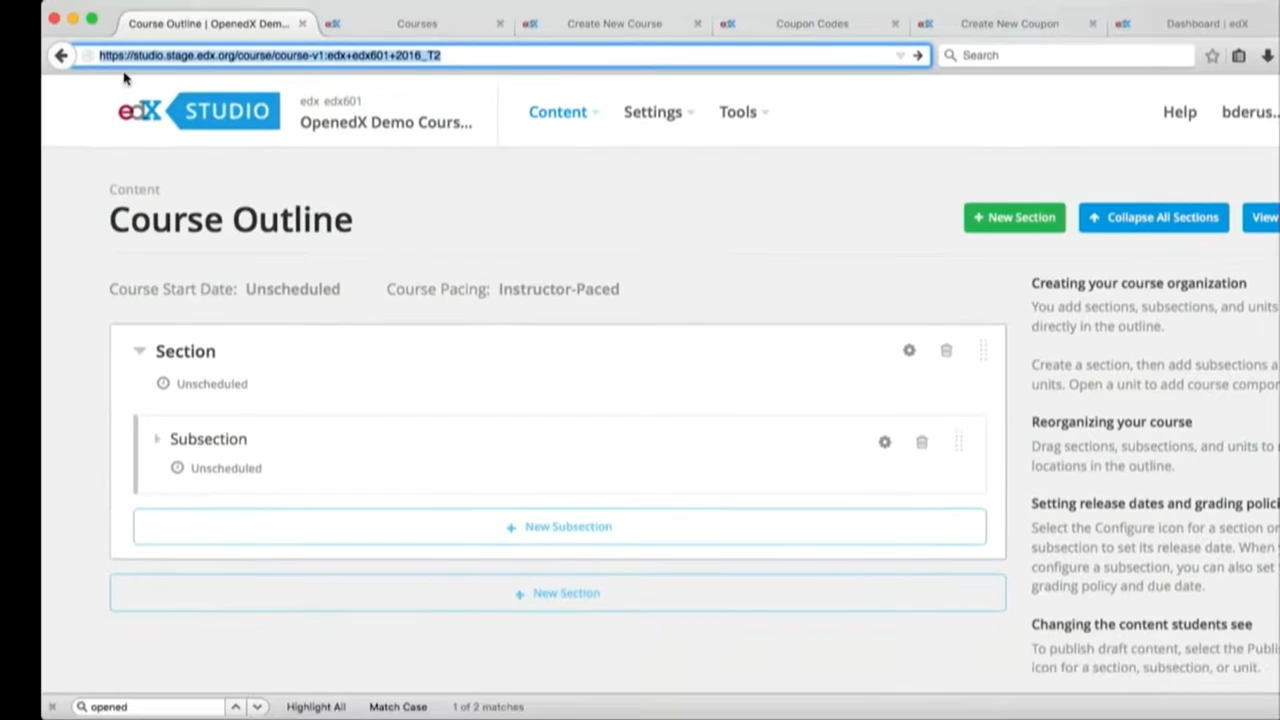 Course Outline | OpenedX Dem...
Courses
Create New Course
Coupon Codes
Create New Coupon
Dashboard | edX
https://studio.stage.edx.org/course/course-v1:edx+edx601+2016_T2
Search
edX STUDIO
edx edx601
OpenedX Demo Cours...
Content
Settings
Tools
Help
bderus...
Content
Course Outline
+ New Section
Collapse All Sections
View
Course Start Date: Unscheduled
Course Pacing: Instructor-Paced
Section
Unscheduled
Subsection
Unscheduled
+ New Subsection
+ New Section
Creating your course organization
You add sections, subsections, and units
directly in the outline.
Create a section, then add subsections a
units. Open a unit to add course compor
Reorganizing your course
Drag sections, subsections, and units to
locations in the outline.
Setting release dates and grading polici
Select the Configure icon for a section or
subsection to set its release date. When
configure a subsection, you can also set
grading policy and due date.
Changing the content students see
To publish draft content, select the Publi
icon for a section, subsection, or unit.
opened
Highlight All
Match Case
1 of 2 matches